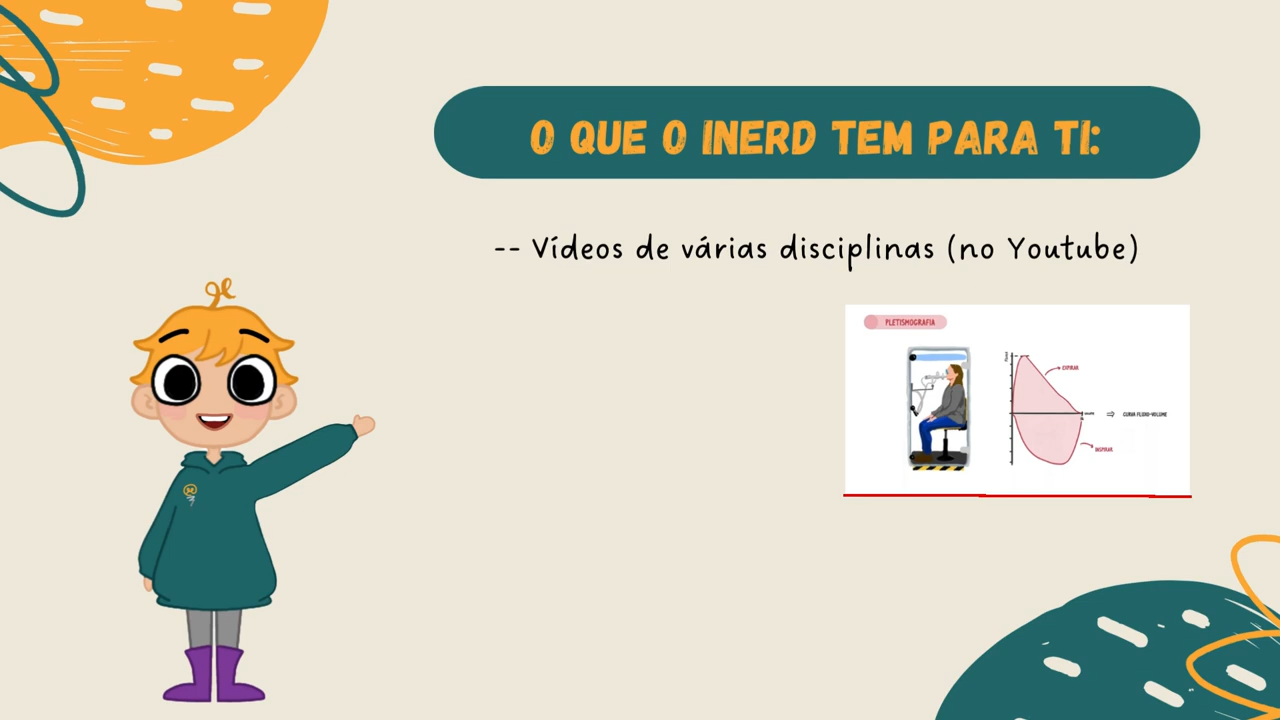 O QUE O INERD TEM PARA TI:
-- Vídeos de várias disciplinas (no Youtube)
PLETISMOGRAFIA
EXPIRAR
CURVA FLUXO-VOLUME
INSPIRAR